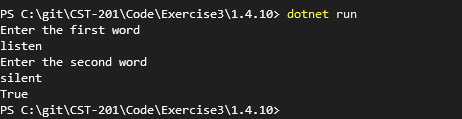 PS C:\git\CST-201\Code\Exercise3\1.4.10> dotnet run
Enter the first word
listen
Enter the second word
silent
True
PS C:\git\CST-201\Code\Exercise3\1.4.10>